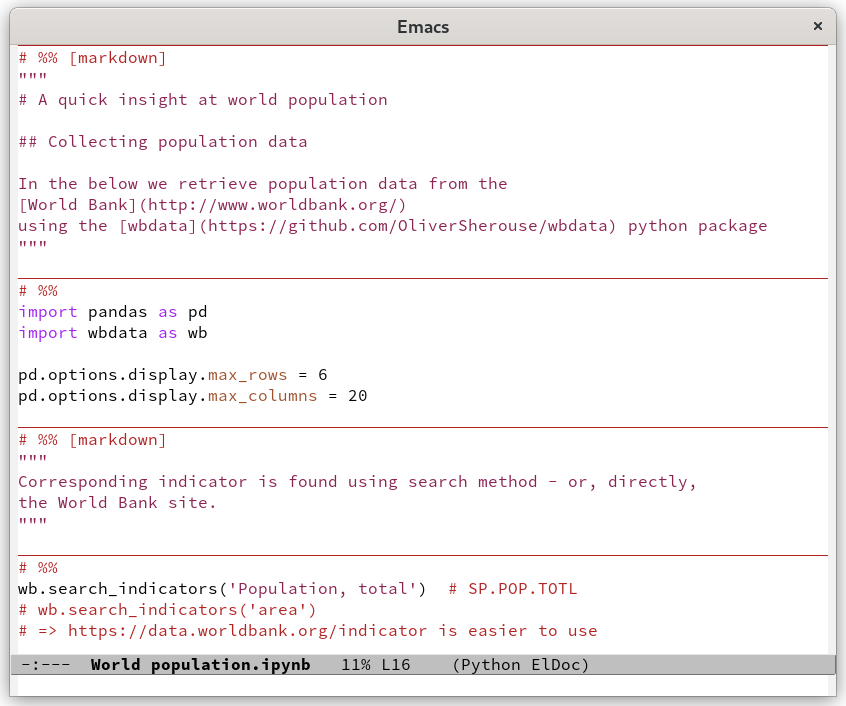 Emacs ×
# %% [markdown]
"""
# A quick insight at world population

## Collecting population data

In the below we retrieve population data from the
[World Bank](http://www.worldbank.org/)
using the [wbdata](https://github.com/OliverSherouse/wbdata) python package
"""

# %%
import pandas as pd
import wbdata as wb

pd.options.display.max_rows = 6
pd.options.display.max_columns = 20

# %% [markdown]
"""
Corresponding indicator is found using search method - or, directly,
the World Bank site.
"""

# %%
wb.search_indicators('Population, total')  # SP.POP.TOTL
# wb.search_indicators('area')
# => https://data.worldbank.org/indicator is easier to use
-:---  World population.ipynb   11% L16    (Python ElDoc)